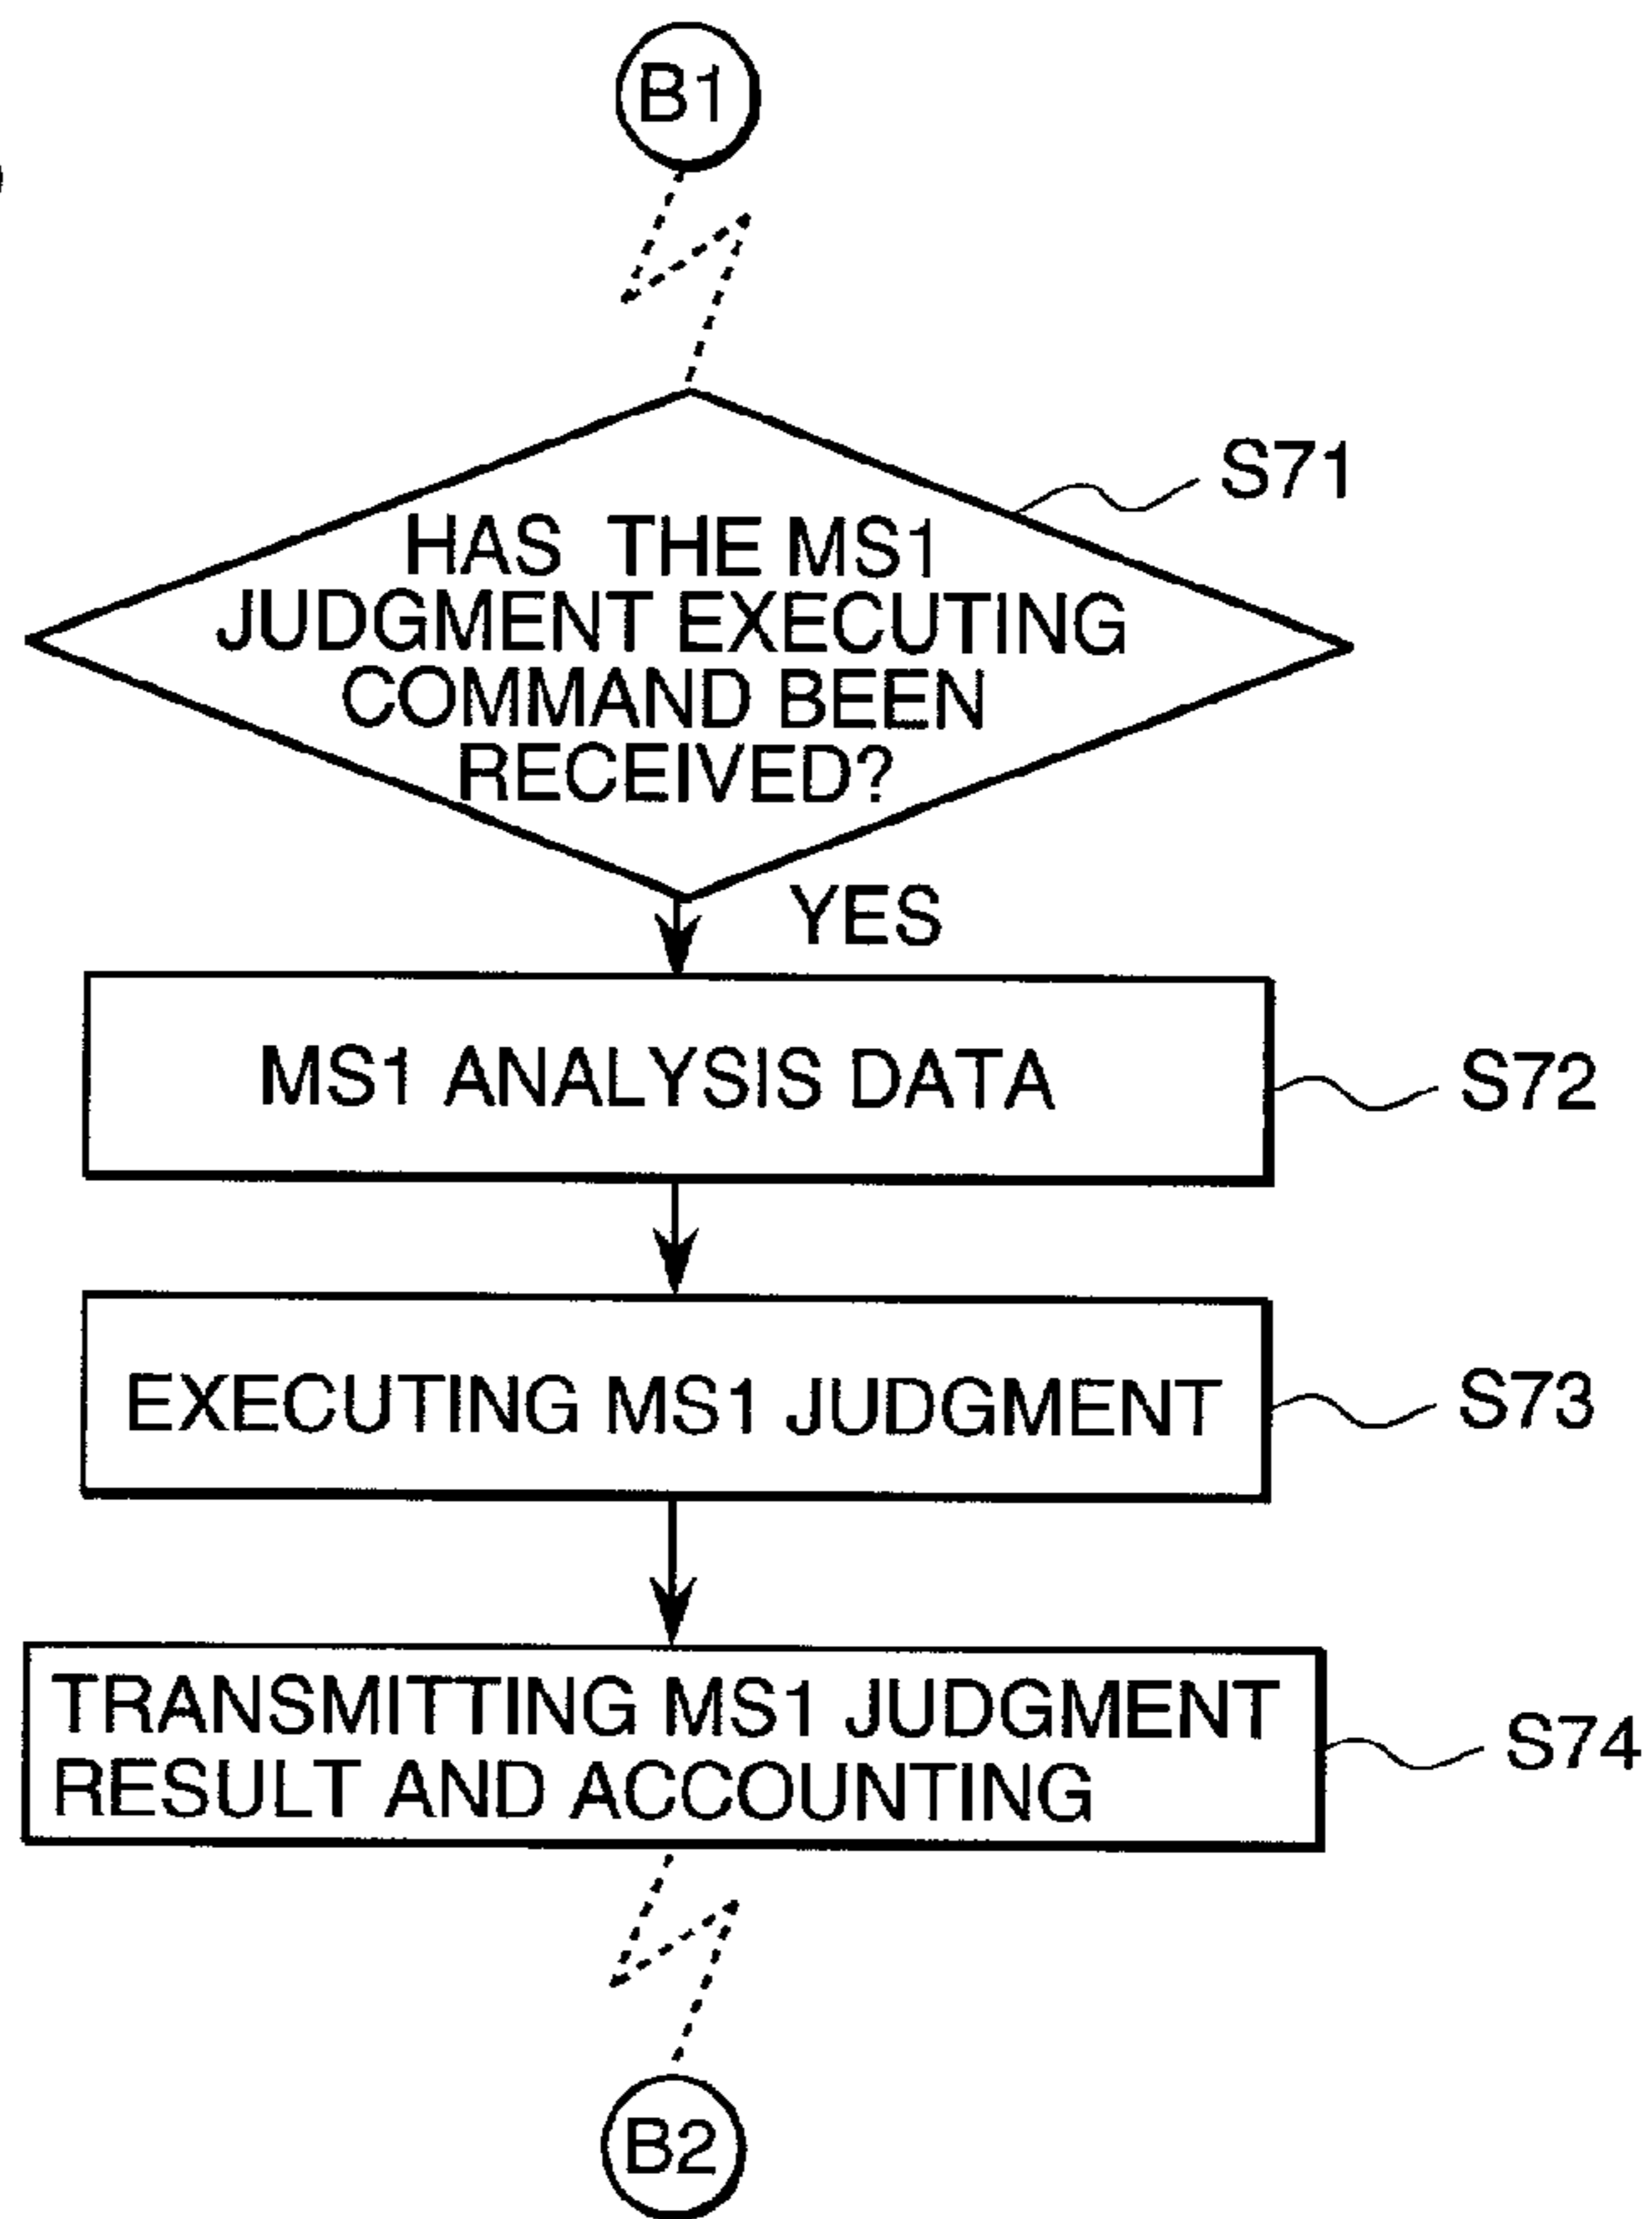 B1
S71
HAS THE MS1
JUDGMENT EXECUTING
COMMAND BEEN
RECEIVED?
YES
MS1 ANALYSIS DATA
S72
EXECUTING MS1 JUDGMENT
S73
TRANSMITTING MS1 JUDGMENT
RESULT AND ACCOUNTING
S74
B2